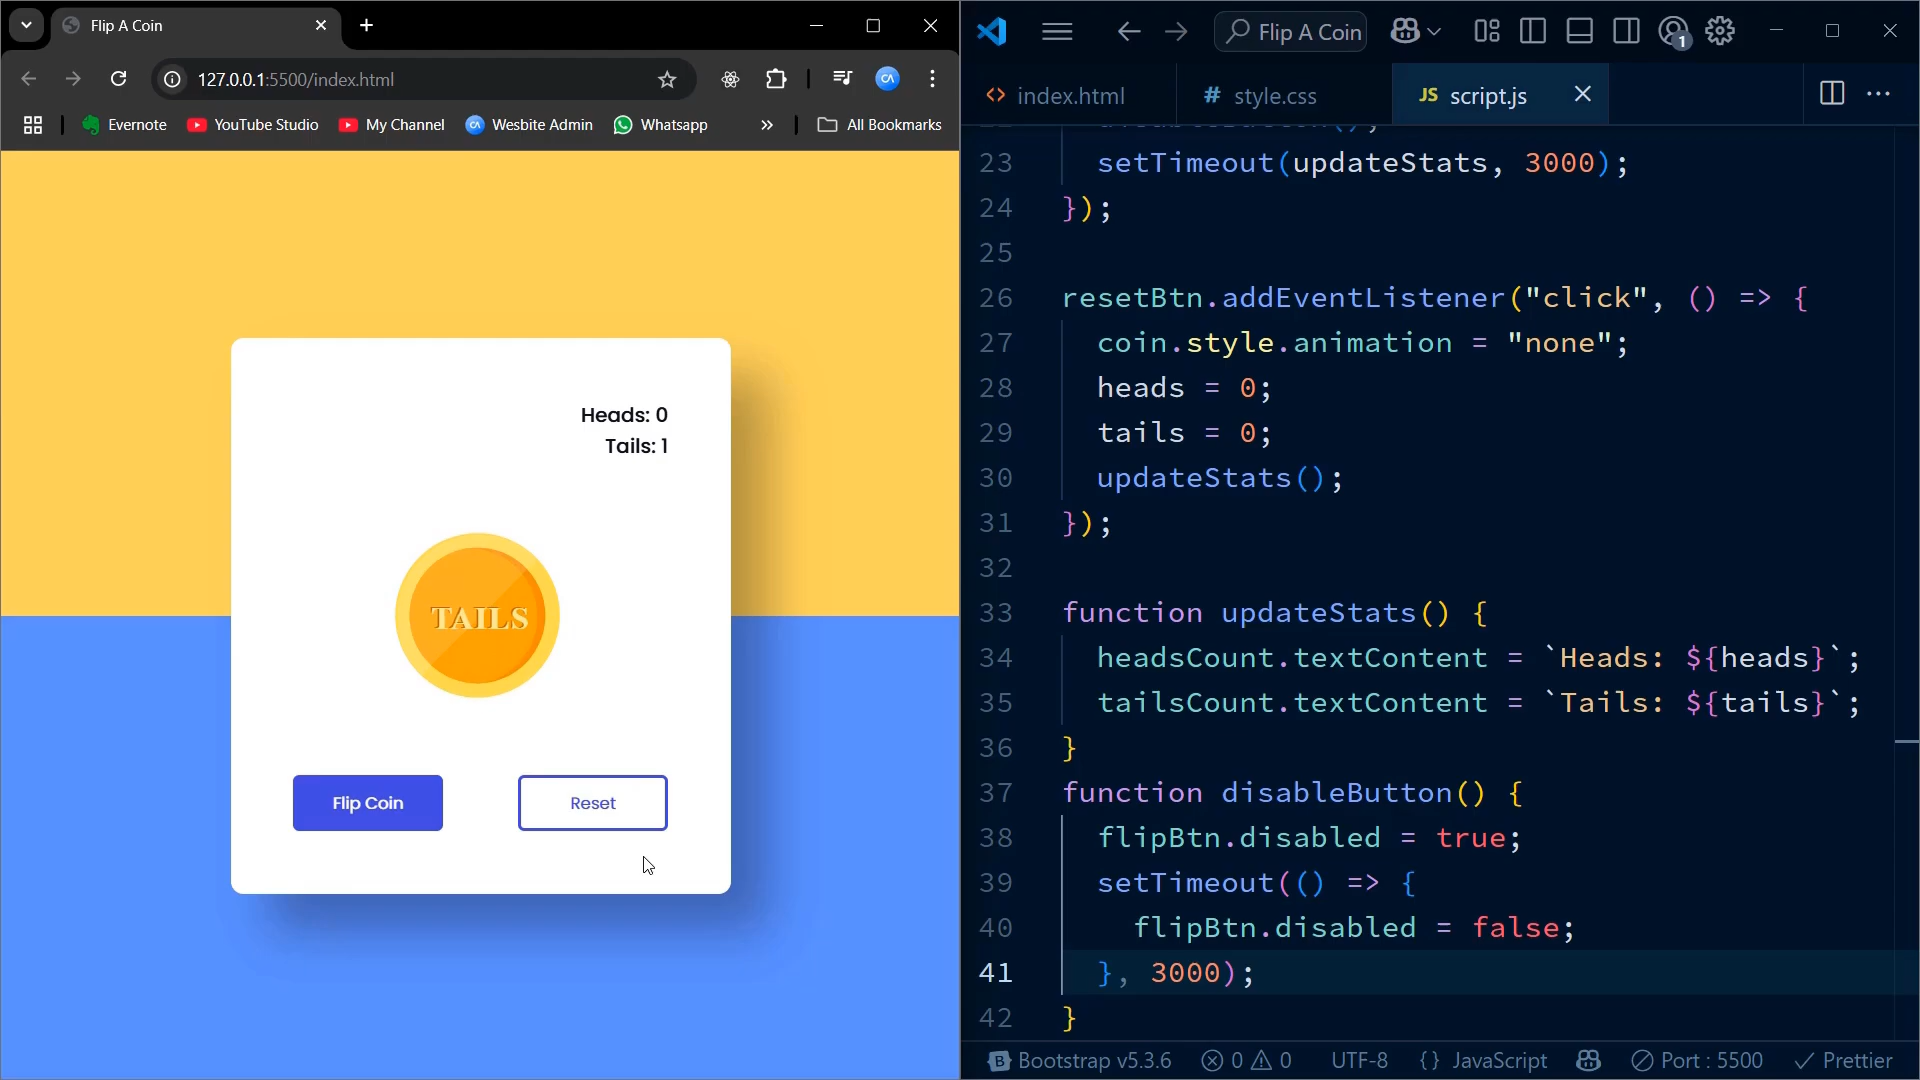 Flip A Coin
127.0.0.1:5500/index.html
Evernote
YouTube Studio
My Channel
Wesbite Admin
Whatsapp
All Bookmarks
Heads: 0
Tails: 1
TAILS
Flip Coin
Reset
Flip A Coin
1
index.html
# style.css
JS script.js
23 setTimeout(updateStats, 3000);
24 });
25
26 resetBtn.addEventListener("click", () => {
27 coin.style.animation = "none";
28 heads = 0;
29 tails = 0;
30 updateStats();
31 });
32
33 function updateStats() {
34 headsCount.textContent = `Heads: ${heads}`;
35 tailsCount.textContent = `Tails: ${tails}`;
36 }
37 function disableButton() {
38 flipBtn.disabled = true;
39 setTimeout(() => {
40 flipBtn.disabled = false;
41 }, 3000);
42 }
Bootstrap v5.3.6
0
0
UTF-8
{} JavaScript
Port : 5500
Prettier